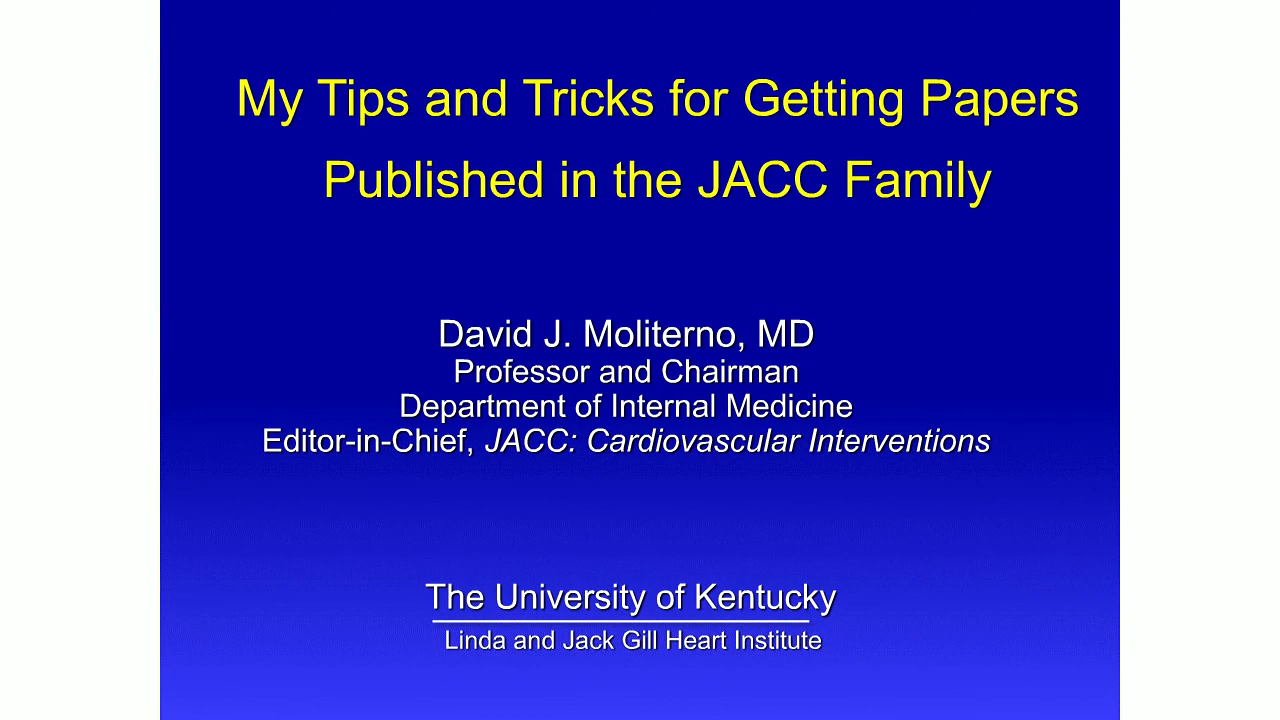 My Tips and Tricks for Getting Papers
Published in the JACC Family
David J. Moliterno, MD
Professor and Chairman
Department of Internal Medicine
Editor-in-Chief, JACC: Cardiovascular Interventions
The University of Kentucky
Linda and Jack Gill Heart Institute